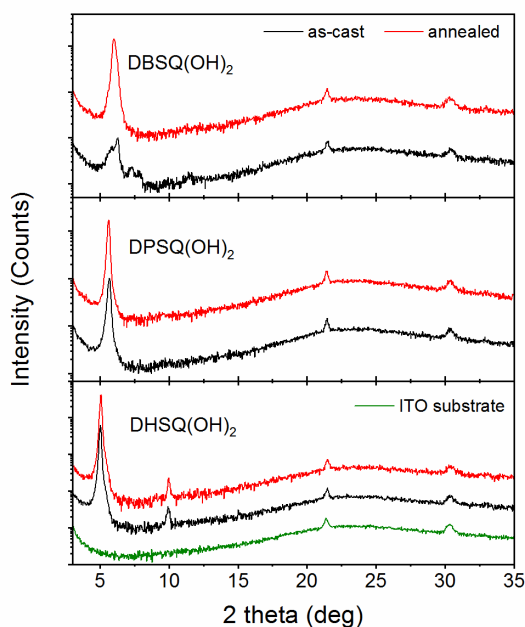 as-cast annealed
DBSQ(OH)₂
DPSQ(OH)₂
DHSQ(OH)₂
ITO substrate
Intensity (Counts)
5 10 15 20 25 30 35
2 theta (deg)